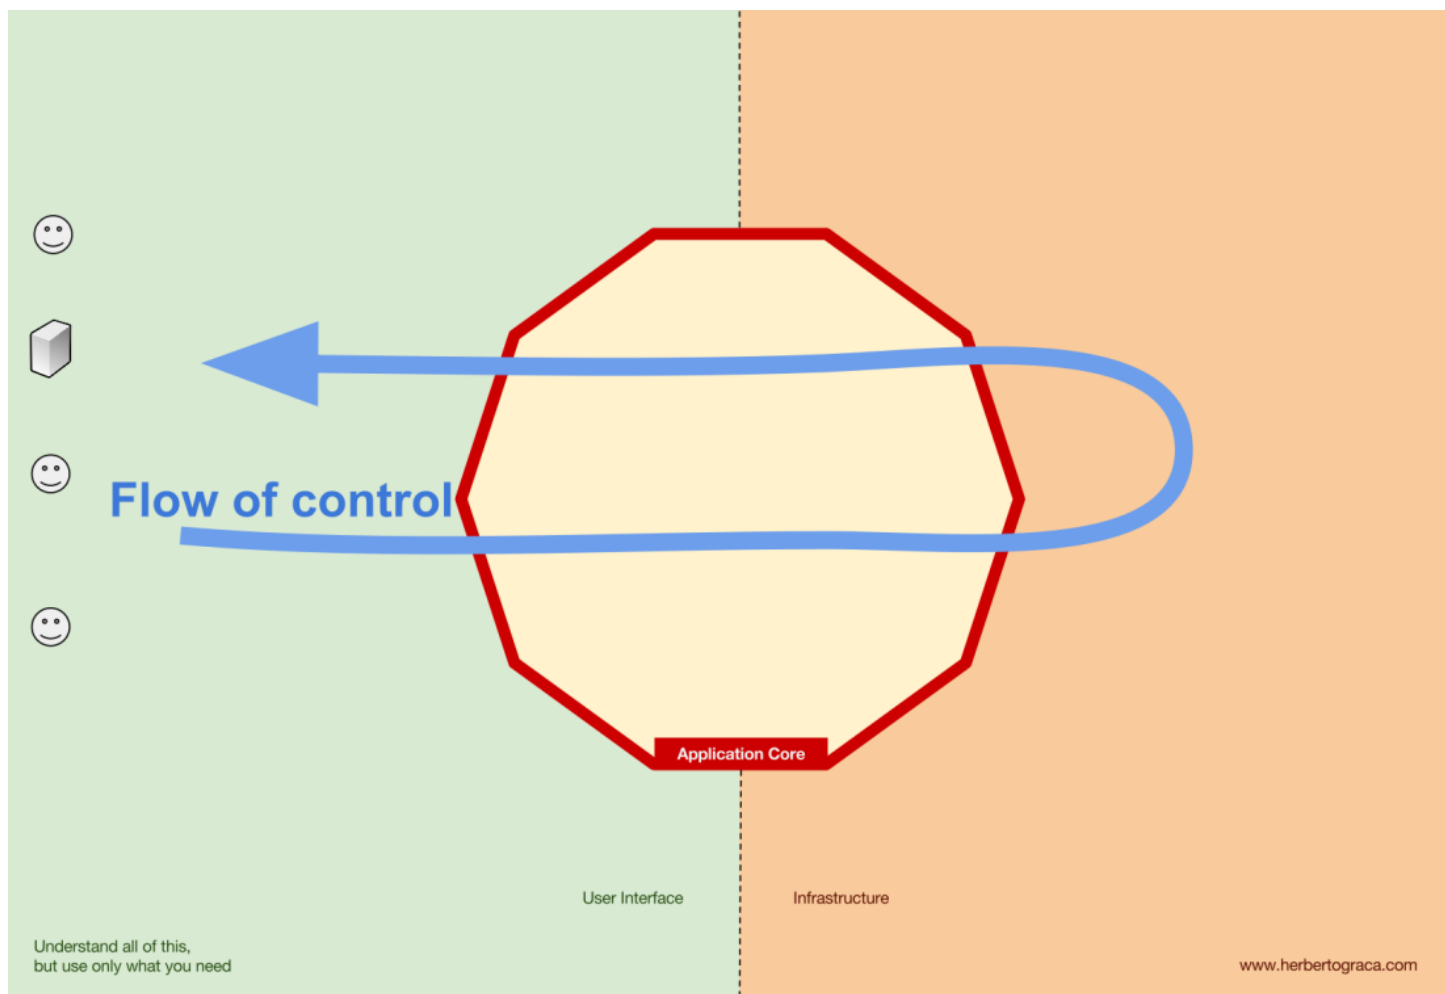 Flow of control
Application Core
User Interface
Infrastructure
Understand all of this,
but use only what you need
www.herbertograca.com